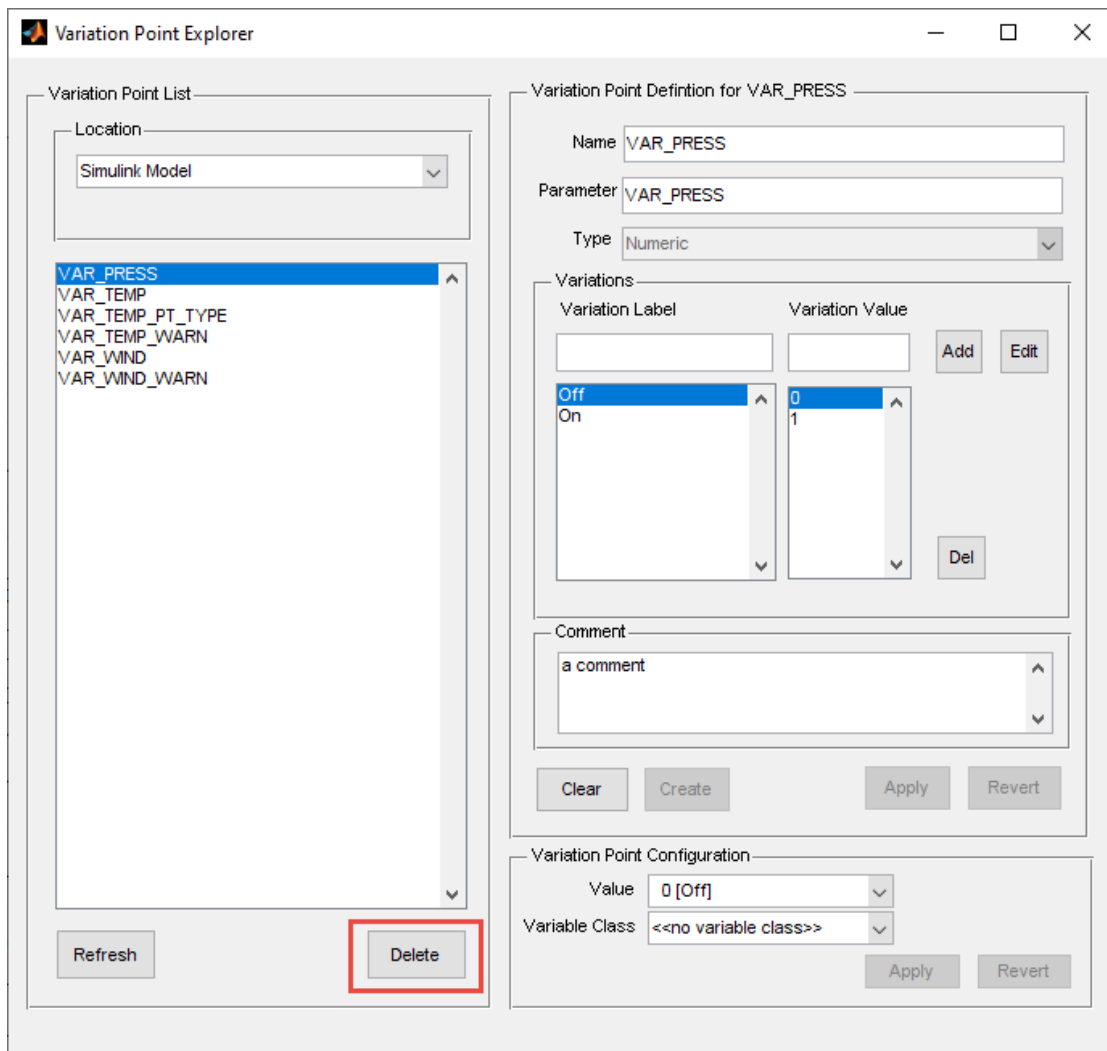 Variation Point Explorer
Variation Point List
Location
Simulink Model
VAR_PRESS
VAR_TEMP
VAR_TEMP_PT_TYPE
VAR_TEMP_WARN
VAR_WIND
VAR_WIND_WARN
Refresh
Delete
Variation Point Defintion for VAR_PRESS
Name VAR_PRESS
Parameter VAR_PRESS
Type Numeric
Variations
Variation Label Variation Value
Add Edit
Off 0
On 1
Del
Comment
a comment
Clear Create Apply Revert
Variation Point Configuration
Value 0 [Off]
Variable Class <<no variable class>>
Apply Revert